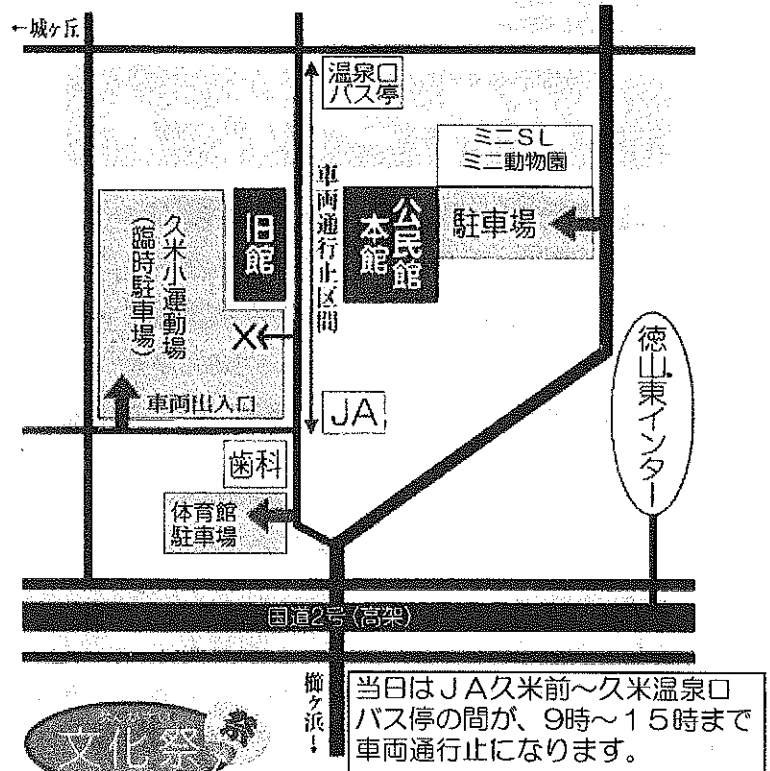 ←城ヶ丘
温泉口
バス停
ミニSL
ミニ動物園
車両通行止区間
久米小運動場
(臨時駐車場)
旧館
公民館
本館
駐車場
徳山東インター
車両出入口
JA
歯科
体育館
駐車場
国道2号(高架)
櫛ヶ浜→
文化祭
当日はJA久米前~久米温泉口
バス停の間が、9時~15時まで
車両通行止になります。